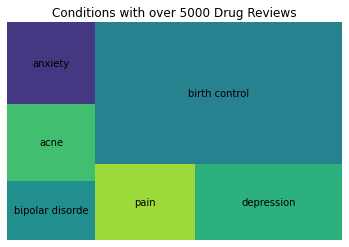 Conditions with over 5000 Drug Reviews
anxiety
birth control
acne
bipolar disorde
pain
depression